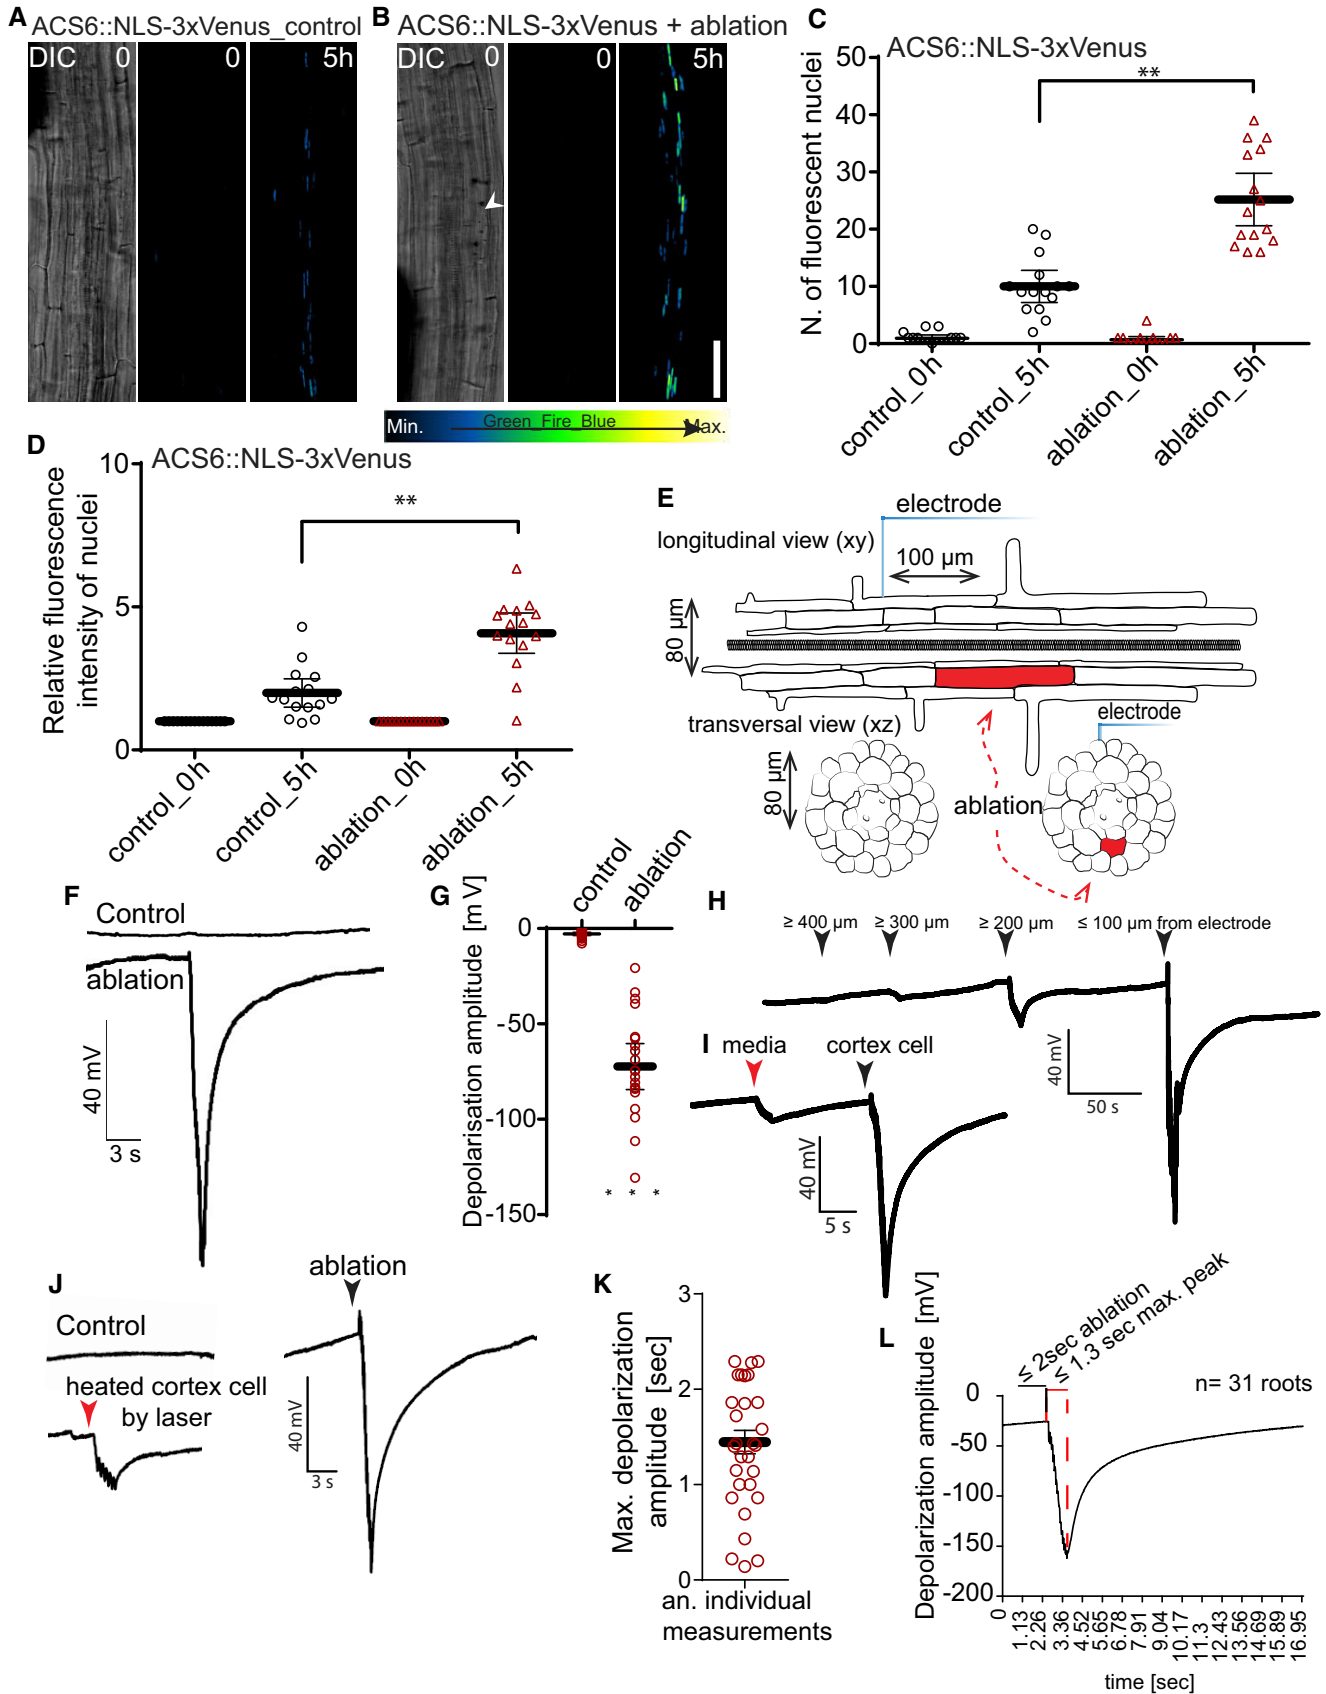 A
ACS6::NLS-3xVenus_control
DIC 0
0
5h
B
ACS6::NLS-3xVenus + ablation
DIC 0
0
5h
Min.
Green_Fire_Blue
Max.
C
ACS6::NLS-3xVenus
**
N. of fluorescent nuclei
50
40
30
20
10
0
control_0h
control_5h
ablation_0h
ablation_5h
D
ACS6::NLS-3xVenus
**
Relative fluorescence
intensity of nuclei
10
5
0
control_0h
control_5h
ablation_0h
ablation_5h
E
electrode
longitudinal view (xy)
100 µm
80 µm
transversal view (xz)
electrode
80 µm
ablation
F
Control
ablation
40 mV
3 s
G
control
ablation
Depolarisation amplitude [m V]
0
-50
-100
-150
* * *
H
≥ 400 µm
≥ 300 µm
≥ 200 µm
≤ 100 µm from electrode
40 mV
50 s
I
media
cortex cell
40 mV
5 s
J
Control
heated cortex cell
by laser
ablation
40 mV
3 s
K
Max. depolarization
amplitude [sec]
3
2
1
0
an. individual
measurements
L
≤ 2sec ablation
≤ 1.3 sec max. peak
n= 31 roots
Depolarization amplitude [mV]
0
-50
-100
-150
-200
0
1.13
2.26
3.36
4.52
5.65
6.78
7.91
9.04
10.17
11.3
12.43
13.56
14.69
15.89
16.95
time [sec]